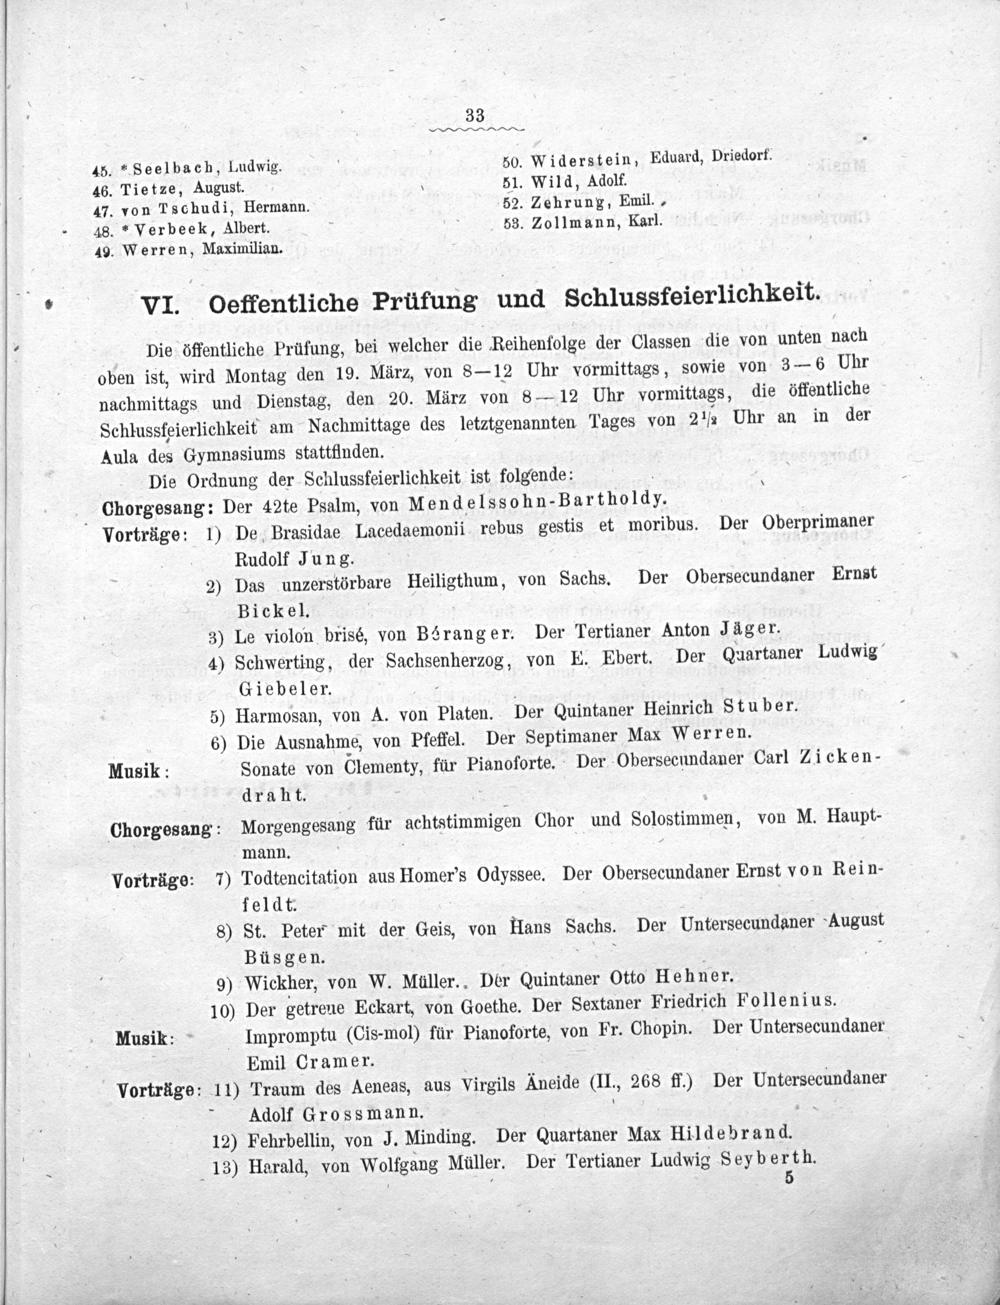 33
45. * Seelbach, Ludwig.
46. Tietze, August.
47. von Tschudi, Hermann.
48. * Verbeek, Albert.
49. Werren, Maximilian.
50. Widerstein, Eduard, Driedorf.
51. Wild, Adolf.
52. Zehrung, Emil.
53. Zollmann, Karl.
VI. Oeffentliche Prüfung und Schlussfeierlichkeit.
Die öffentliche Prüfung, bei welcher die Reihenfolge der Classen die von unten nach
oben ist, wird Montag den 19. März, von 8—12 Uhr vormittags, sowie von 3—6 Uhr
nachmittags und Dienstag, den 20. März von 8—12 Uhr vormittags, die öffentliche
Schlussfeierlichkeit am Nachmittage des letztgenannten Tages von 2½ Uhr an in der
Aula des Gymnasiums stattfinden.
Die Ordnung der Schlussfeierlichkeit ist folgende:
Chorgesang: Der 42te Psalm, von Mendelssohn-Bartholdy.
Vorträge: 1) De Brasidae Lacedaemonii rebus gestis et moribus. Der Oberprimaner
Rudolf Jung.
2) Das unzerstörbare Heiligthum, von Sachs. Der Obersecundaner Ernst
Bickel.
3) Le violon brisé, von Béranger. Der Tertianer Anton Jäger.
4) Schwerting, der Sachsenherzog, von E. Ebert. Der Quartaner Ludwig
Giebeler.
5) Harmosan, von A. von Platen. Der Quintaner Heinrich Stuber.
6) Die Ausnahme, von Pfeffel. Der Septimaner Max Werren.
Musik: Sonate von Clementy, für Pianoforte. Der Obersecundaner Carl Zicken-
draht.
Chorgesang: Morgengesang für achtstimmigen Chor und Solostimmen, von M. Haupt-
mann.
Vorträge: 7) Todtencitation aus Homer's Odyssee. Der Obersecundaner Ernst von Rein-
feldt.
8) St. Peter mit der Geis, von Hans Sachs. Der Untersecundaner August
Büsgen.
9) Wickher, von W. Müller. Der Quintaner Otto Hehner.
10) Der getreue Eckart, von Goethe. Der Sextaner Friedrich Follenius.
Musik: Impromptu (Cis-mol) für Pianoforte, von Fr. Chopin. Der Untersecundaner
Emil Cramer.
Vorträge: 11) Traum des Aeneas, aus Virgils Äneide (II., 268 ff.) Der Untersecundaner
Adolf Grossmann.
12) Fehrbellin, von J. Minding. Der Quartaner Max Hildebrand.
13) Harald, von Wolfgang Müller. Der Tertianer Ludwig Seyberth.
5